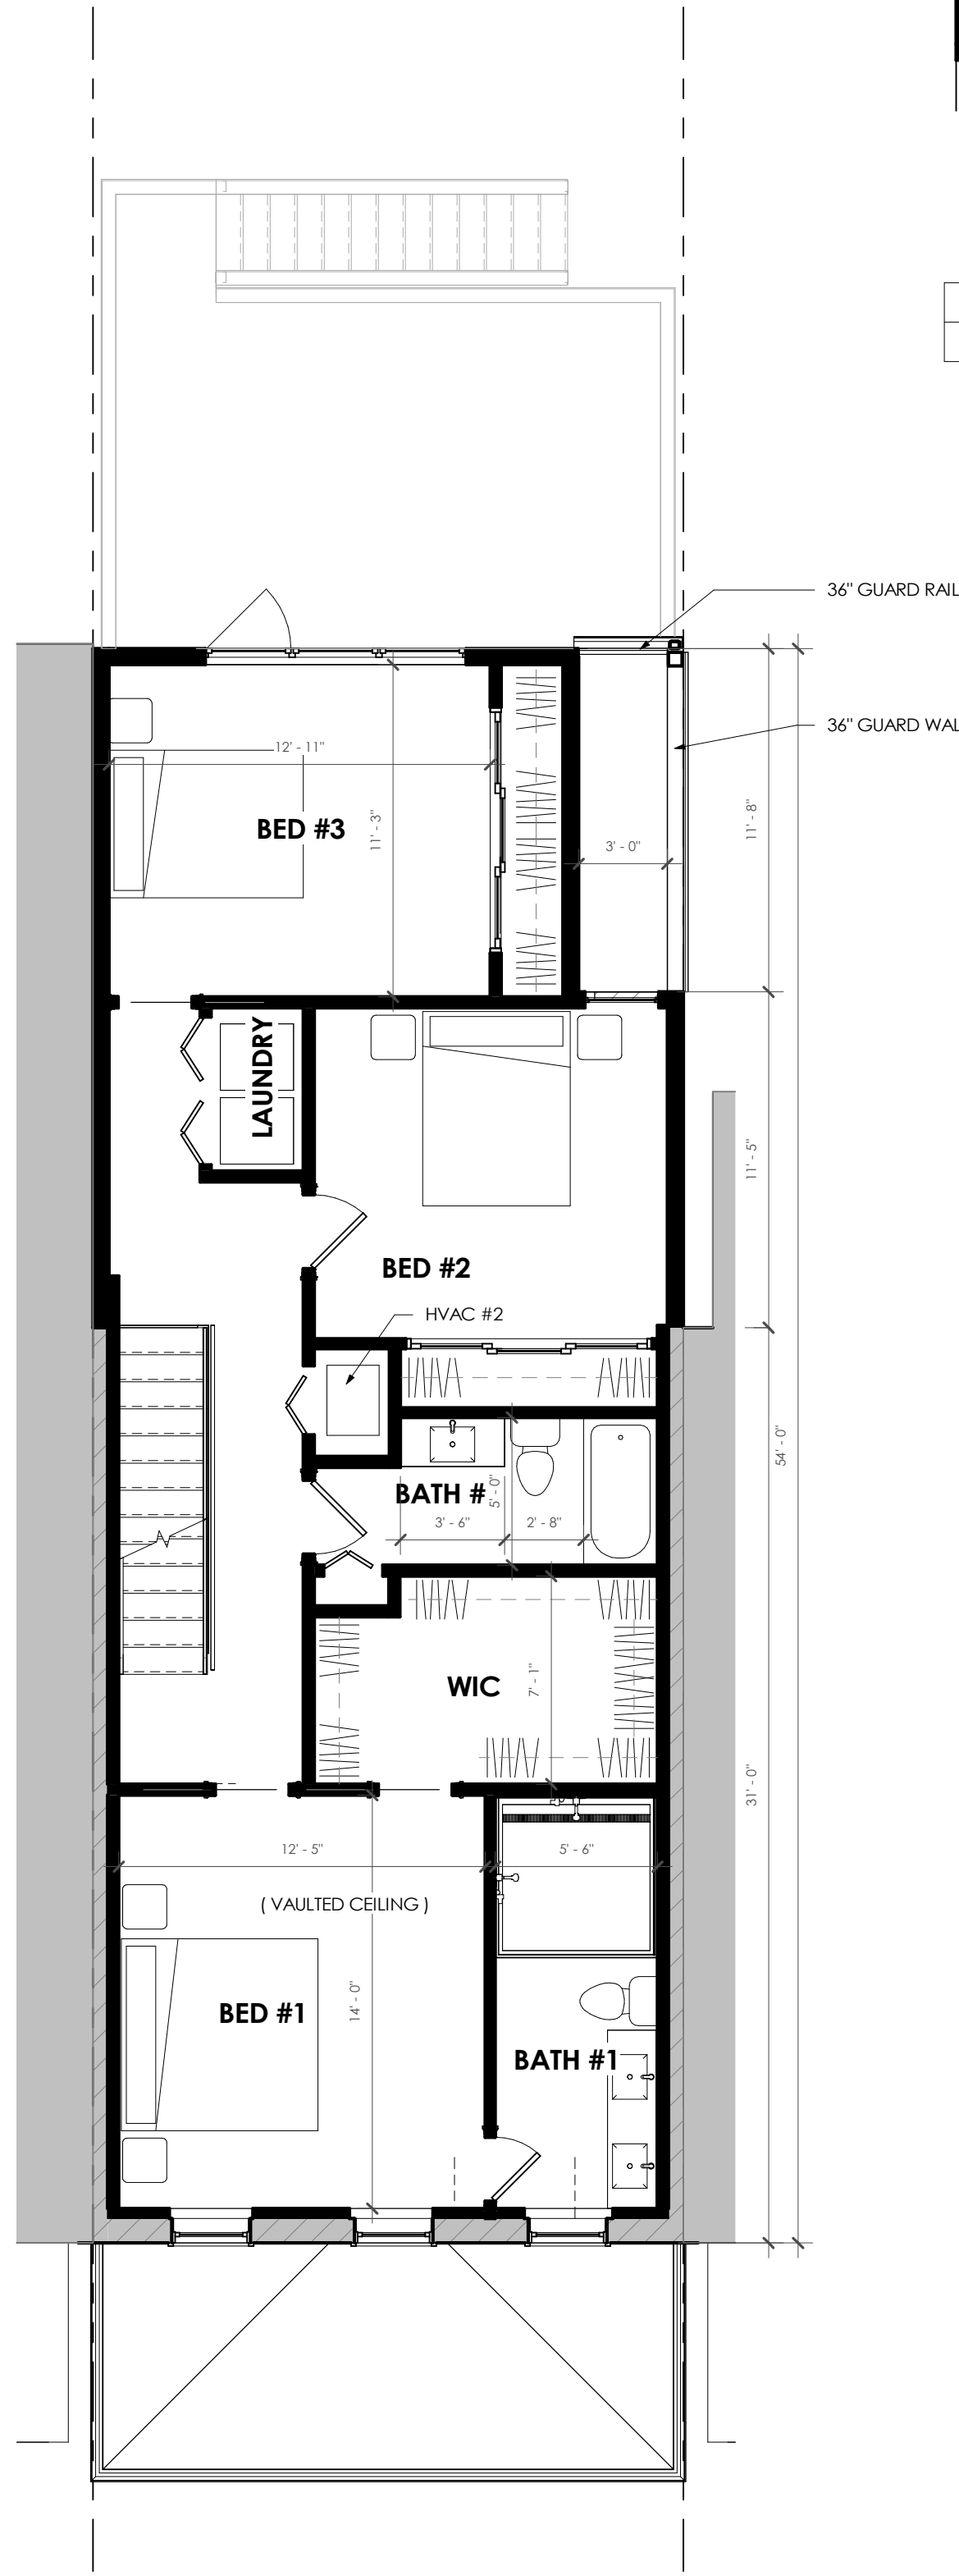 36" GUARD RAIL
36" GUARD WAL
12' - 11"
BED #3
11' - 3"
3' - 0"
11' - 8"
LAUNDRY
11' - 5"
BED #2
HVAC #2
54' - 0"
BATH #
5' - 0"
3' - 6"
2' - 8"
WIC
7' - 1"
31' - 0"
12' - 5"
5' - 6"
( VAULTED CEILING )
14' - 0"
BED #1
BATH #1